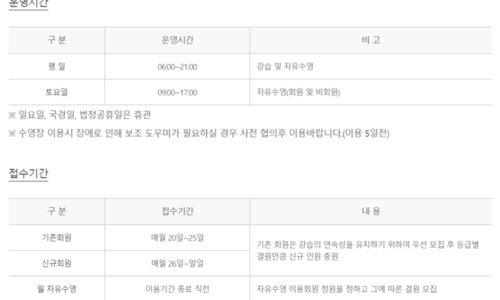 운영시간
구 분 운영시간 비 고
평 일 06:00~21:00 강습 및 자유수영
토요일 09:00~17:00 자유수영(회원 및 비회원)
※ 일요일, 국경일, 법정공휴일은 휴관
※ 수영장 이용시 장애로 인해 보조 도우미가 필요하실 경우 사전 협의후 이용바랍니다.(이용 5일전)
접수기간
구 분 접수기간 내 용
기존회원 매월 20일~25일 기존 회원은 강습의 연속성을 유지하기 위하여 우선 모집 후 등급별
결원만큼 신규 인원 충원
신규회원 매월 26일~말일
월 자유수영 이용기간 종료 직전 자유수영 이용회원 정원을 정하고 그에 따른 결원 모집